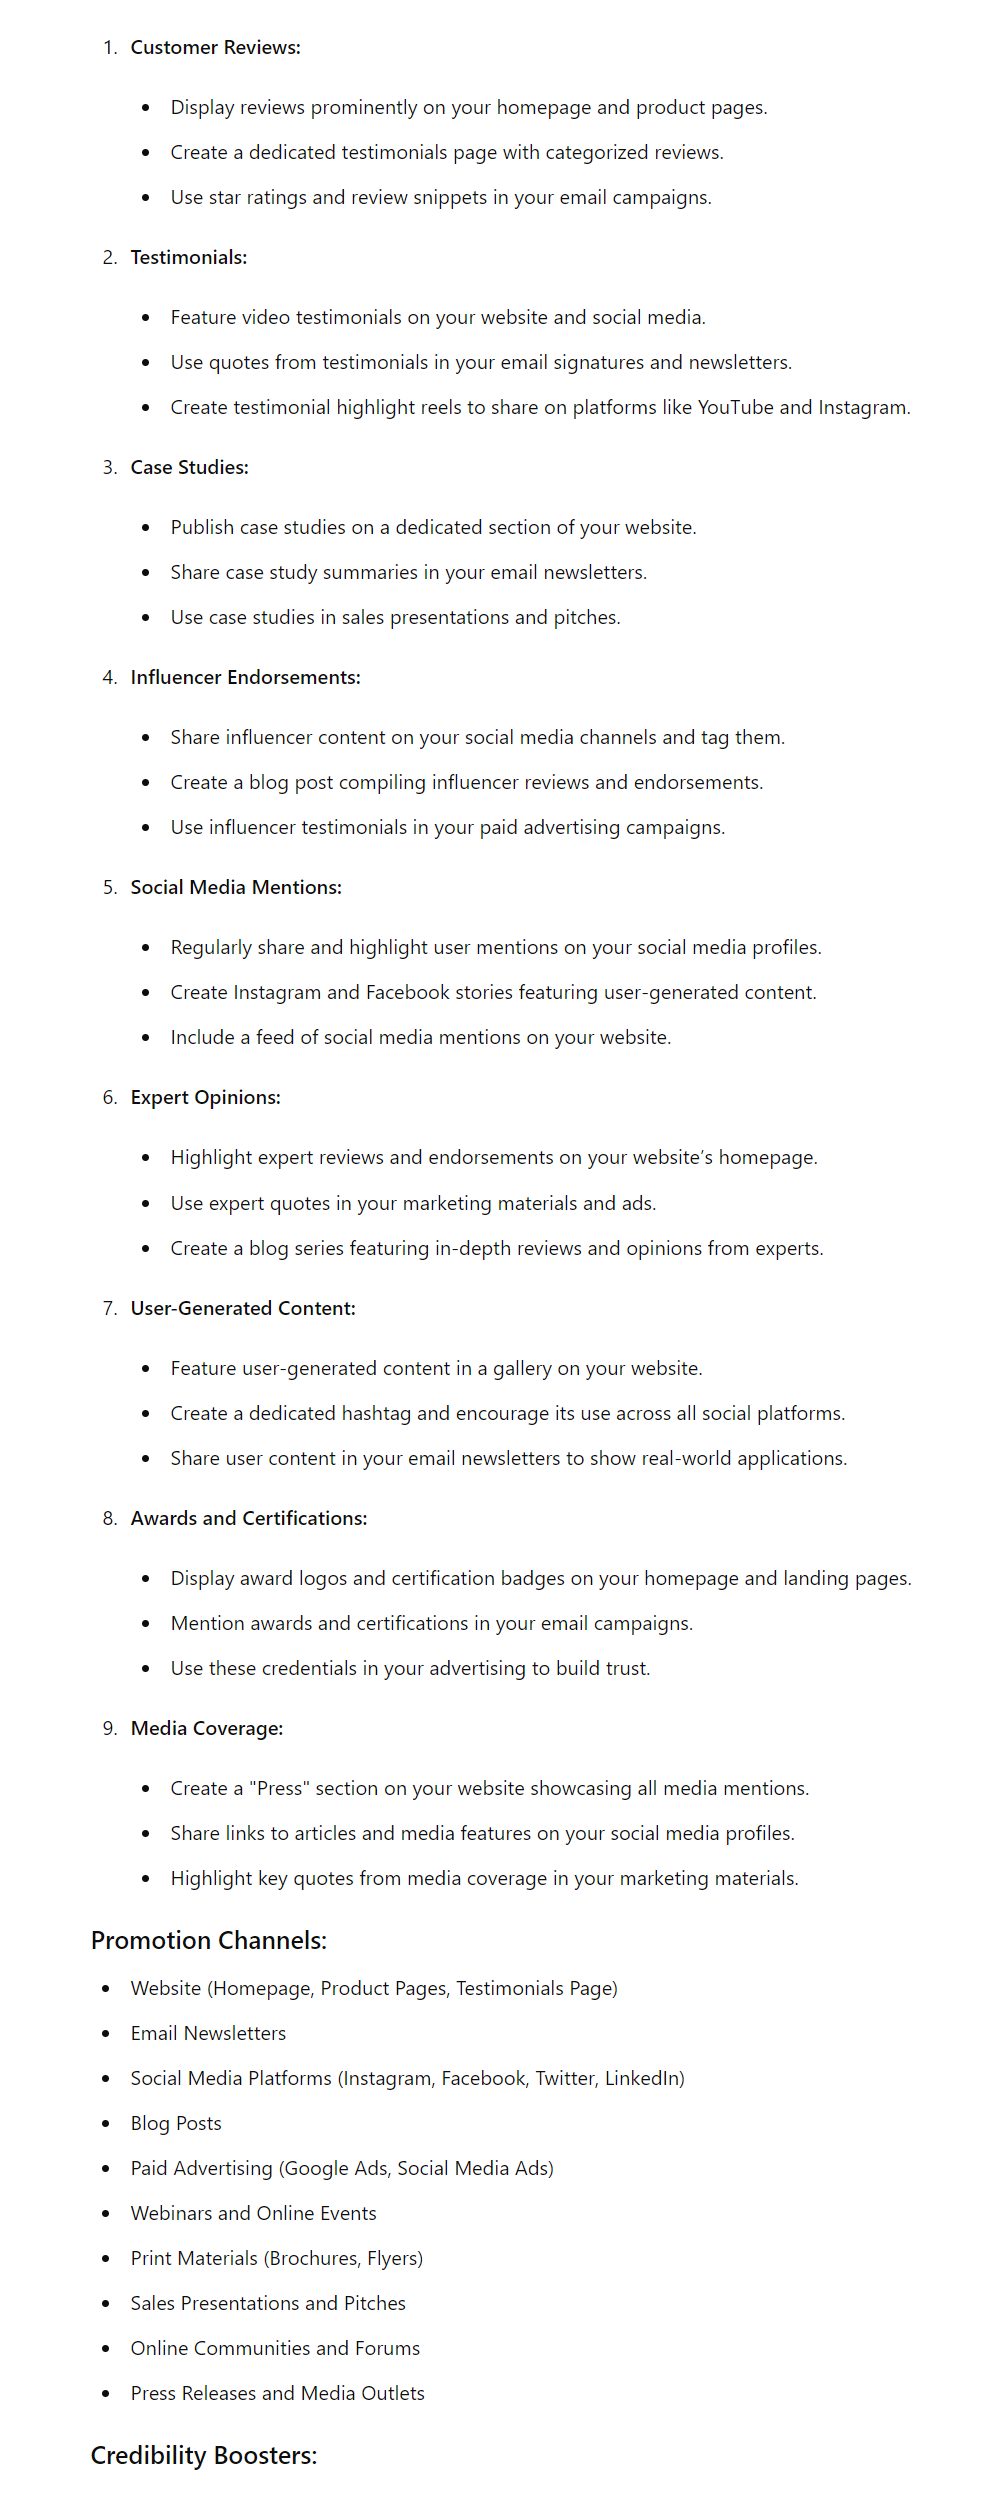 1. Customer Reviews:
• Display reviews prominently on your homepage and product pages.
• Create a dedicated testimonials page with categorized reviews.
• Use star ratings and review snippets in your email campaigns.
2. Testimonials:
• Feature video testimonials on your website and social media.
• Use quotes from testimonials in your email signatures and newsletters.
• Create testimonial highlight reels to share on platforms like YouTube and Instagram.
3. Case Studies:
• Publish case studies on a dedicated section of your website.
• Share case study summaries in your email newsletters.
• Use case studies in sales presentations and pitches.
4. Influencer Endorsements:
• Share influencer content on your social media channels and tag them.
• Create a blog post compiling influencer reviews and endorsements.
• Use influencer testimonials in your paid advertising campaigns.
5. Social Media Mentions:
• Regularly share and highlight user mentions on your social media profiles.
• Create Instagram and Facebook stories featuring user-generated content.
• Include a feed of social media mentions on your website.
6. Expert Opinions:
• Highlight expert reviews and endorsements on your website’s homepage.
• Use expert quotes in your marketing materials and ads.
• Create a blog series featuring in-depth reviews and opinions from experts.
7. User-Generated Content:
• Feature user-generated content in a gallery on your website.
• Create a dedicated hashtag and encourage its use across all social platforms.
• Share user content in your email newsletters to show real-world applications.
8. Awards and Certifications:
• Display award logos and certification badges on your homepage and landing pages.
• Mention awards and certifications in your email campaigns.
• Use these credentials in your advertising to build trust.
9. Media Coverage:
• Create a "Press" section on your website showcasing all media mentions.
• Share links to articles and media features on your social media profiles.
• Highlight key quotes from media coverage in your marketing materials.
Promotion Channels:
• Website (Homepage, Product Pages, Testimonials Page)
• Email Newsletters
• Social Media Platforms (Instagram, Facebook, Twitter, LinkedIn)
• Blog Posts
• Paid Advertising (Google Ads, Social Media Ads)
• Webinars and Online Events
• Print Materials (Brochures, Flyers)
• Sales Presentations and Pitches
• Online Communities and Forums
• Press Releases and Media Outlets
Credibility Boosters: